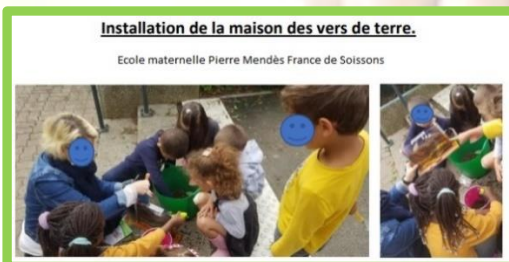 Installation de la maison des vers de terre.
Ecole maternelle Pierre Mendès France de Soissons